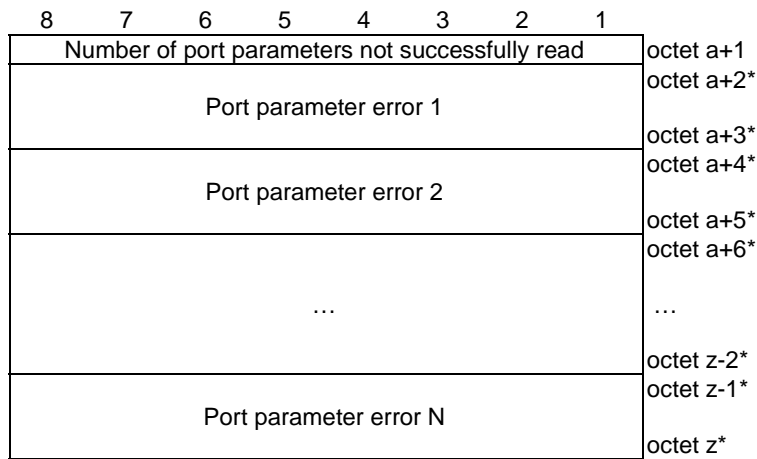 8 7 6 5 4 3 2 1
Number of port parameters not successfully read octet a+1
octet a+2*
Port parameter error 1
octet a+3*
octet a+4*
Port parameter error 2
octet a+5*
octet a+6*
… …
octet z-2*
octet z-1*
Port parameter error N
octet z*